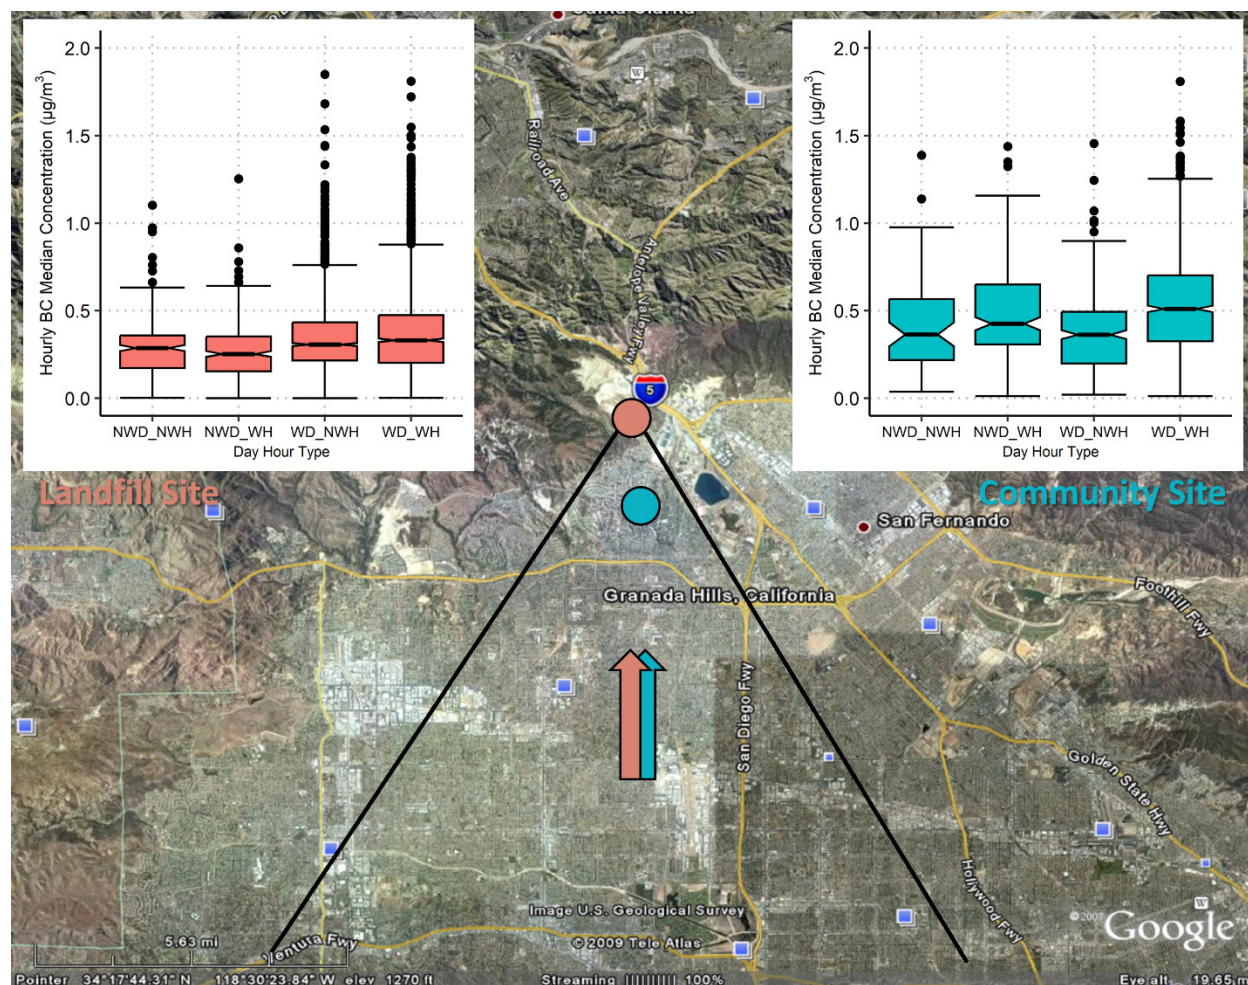 Santa Clarita
2.0
1.5
1.0
0.5
0.0
Hourly BC Median Concentration (µg/m³)
NWD_NWH NWD_WH WD_NWH WD_WH
Day Hour Type
Landfill Site
2.0
1.5
1.0
0.5
0.0
Hourly BC Median Concentration (µg/m³)
NWD_NWH NWD_WH WD_NWH WD_WH
Day Hour Type
Community Site
W
Railroad Ave
Antelope Valley Fwy
5
San Fernando
Granada Hills, California
Foothill Fwy
San Diego Fwy
Golden State Hwy
Hollywood Fwy
Ventura Fwy
W
Image U.S. Geological Survey
© 2009 Tele Atlas
© 2007 Google™
5.63 mi
Pointer 34°17'44.31" N 118°30'23.84" W elev 1270 ft
Streaming |||||||||| 100%
Eye alt 19.65 m